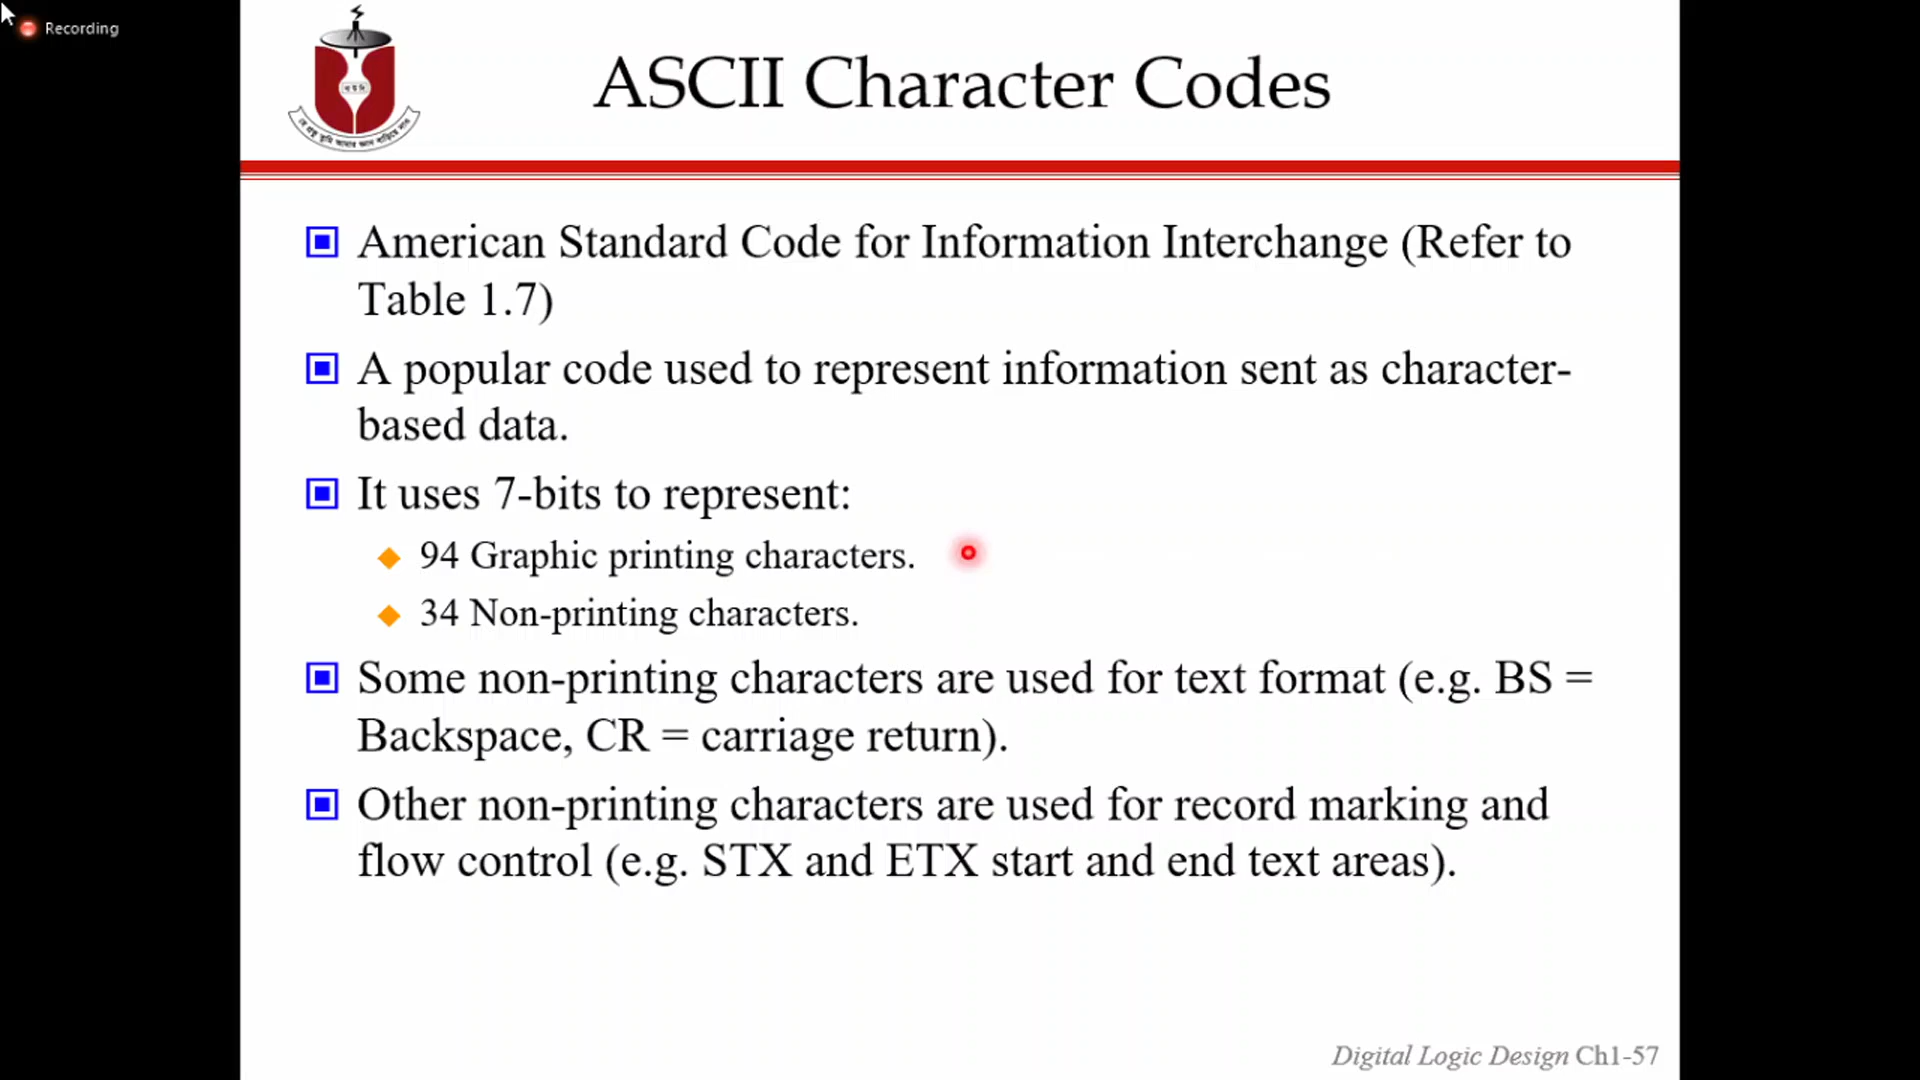 Recording
ASCII Character Codes
American Standard Code for Information Interchange (Refer to
Table 1.7)
A popular code used to represent information sent as character-
based data.
It uses 7-bits to represent:
94 Graphic printing characters.
34 Non-printing characters.
Some non-printing characters are used for text format (e.g. BS =
Backspace, CR = carriage return).
Other non-printing characters are used for record marking and
flow control (e.g. STX and ETX start and end text areas).
Digital Logic Design Ch1-57